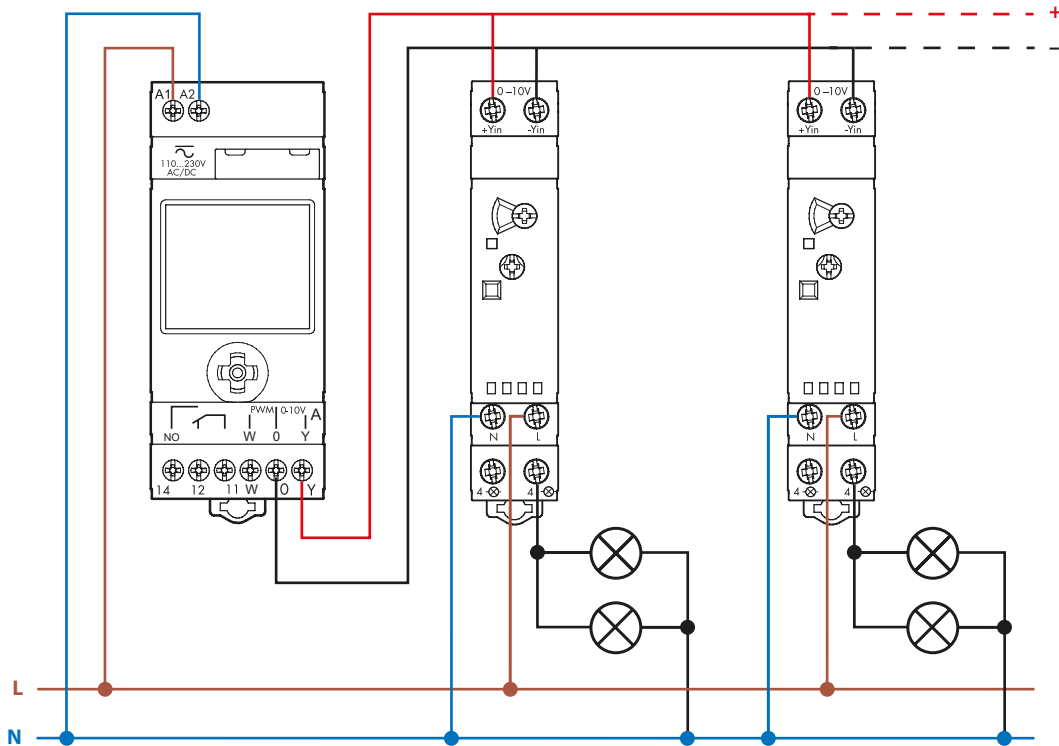 +
–
A1 A2
110...230V
AC/DC
PWM 0-10V A
NO W 0 Y
14 12 11 W O Y
0–10V
+Yin -Yin
N L
4 4
0–10V
+Yin -Yin
N L
4 4
L
N